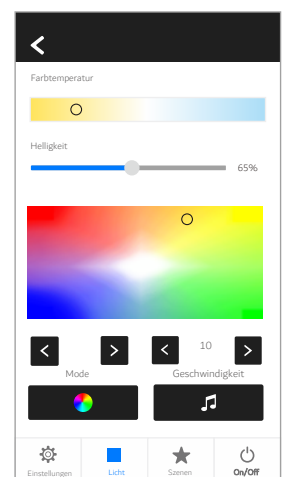 Farbtemperatur
Helligkeit
65%
10
Mode Geschwindigkeit
Einstellungen Licht Szenen On/Off